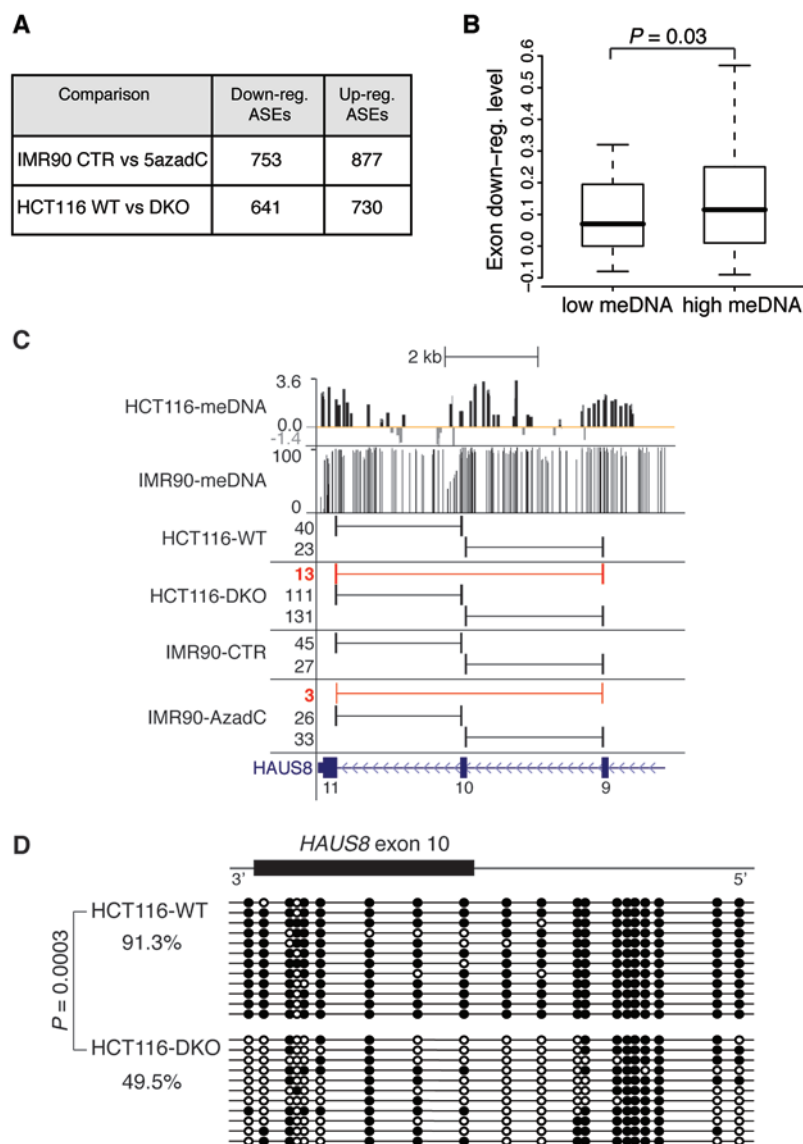 A
Comparison Down-reg. ASEs Up-reg. ASEs
IMR90 CTR vs 5azadC 753 877
HCT116 WT vs DKO 641 730
B
P = 0.03
Exon down-reg. level
-0.1 0.0 0.1 0.2 0.3 0.4 0.5 0.6
low meDNA high meDNA
C
2 kb
HCT116-meDNA
3.6
0.0
-1.4
IMR90-meDNA
100
0
HCT116-WT
40
23
HCT116-DKO
13
111
131
IMR90-CTR
45
27
IMR90-AzadC
3
26
33
HAUS8
11 10 9
D
HAUS8 exon 10
3' 5'
HCT116-WT
91.3%
P = 0.0003
HCT116-DKO
49.5%